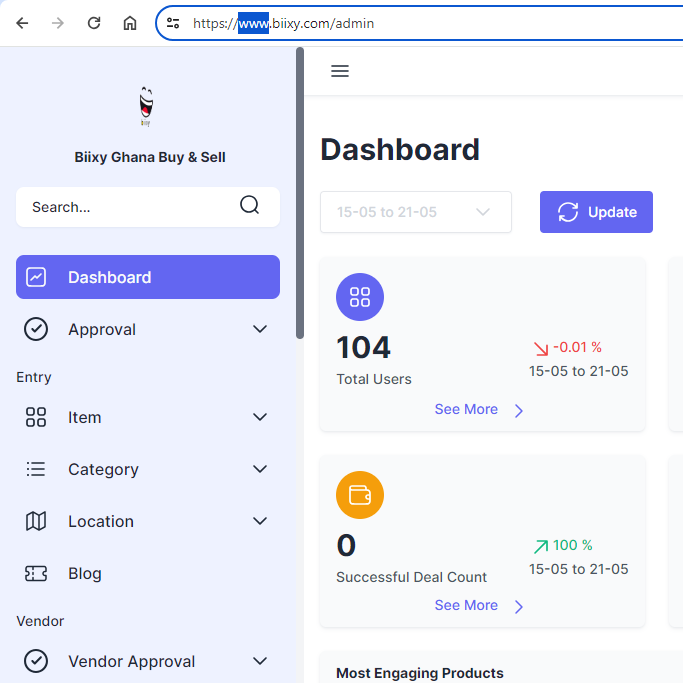 https://www.biixy.com/admin
Biixy Ghana Buy & Sell
Search...
Dashboard
Approval
Entry
Item
Category
Location
Blog
Vendor
Vendor Approval
Dashboard
15-05 to 21-05
Update
104
Total Users
-0.01 %
15-05 to 21-05
See More
0
Successful Deal Count
100 %
15-05 to 21-05
See More
Most Engaging Products